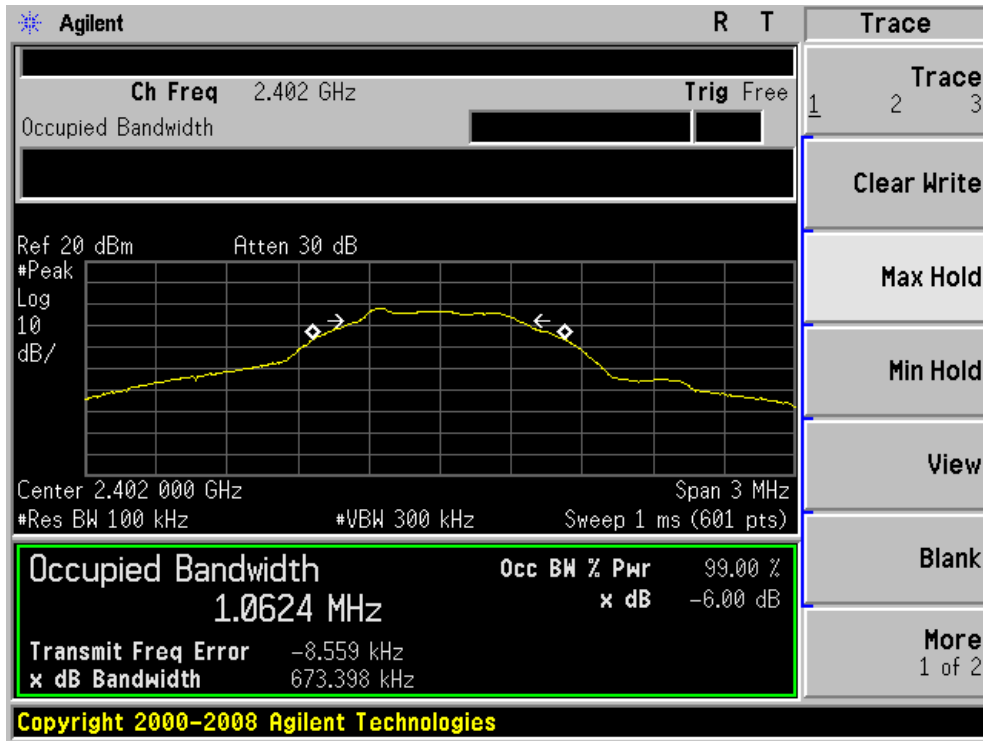 Agilent R T Trace
Ch Freq 2.402 GHz Trig Free
Occupied Bandwidth
Trace
1 2 3
Clear Write
Ref 20 dBm Atten 30 dB
#Peak
Log
10
dB/
Max Hold
Min Hold
View
Center 2.402 000 GHz Span 3 MHz
#Res BW 100 kHz #VBW 300 kHz Sweep 1 ms (601 pts)
Occupied Bandwidth Occ BW % Pwr 99.00 %
1.0624 MHz x dB -6.00 dB
Transmit Freq Error -8.559 kHz
x dB Bandwidth 673.398 kHz
Blank
More
1 of 2
Copyright 2000-2008 Agilent Technologies